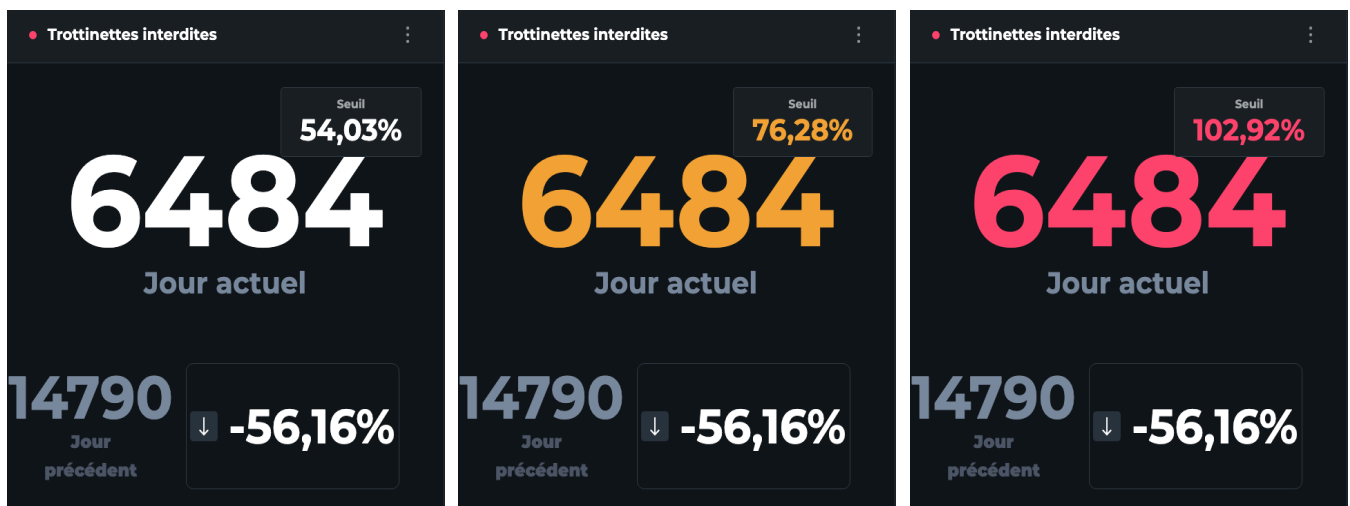 Trottinettes interdites
Seuil
54,03%
6484
Jour actuel
14790
Jour
précédent
↓ -56,16%
Trottinettes interdites
Seuil
76,28%
6484
Jour actuel
14790
Jour
précédent
↓ -56,16%
Trottinettes interdites
Seuil
102,92%
6484
Jour actuel
14790
Jour
précédent
↓ -56,16%